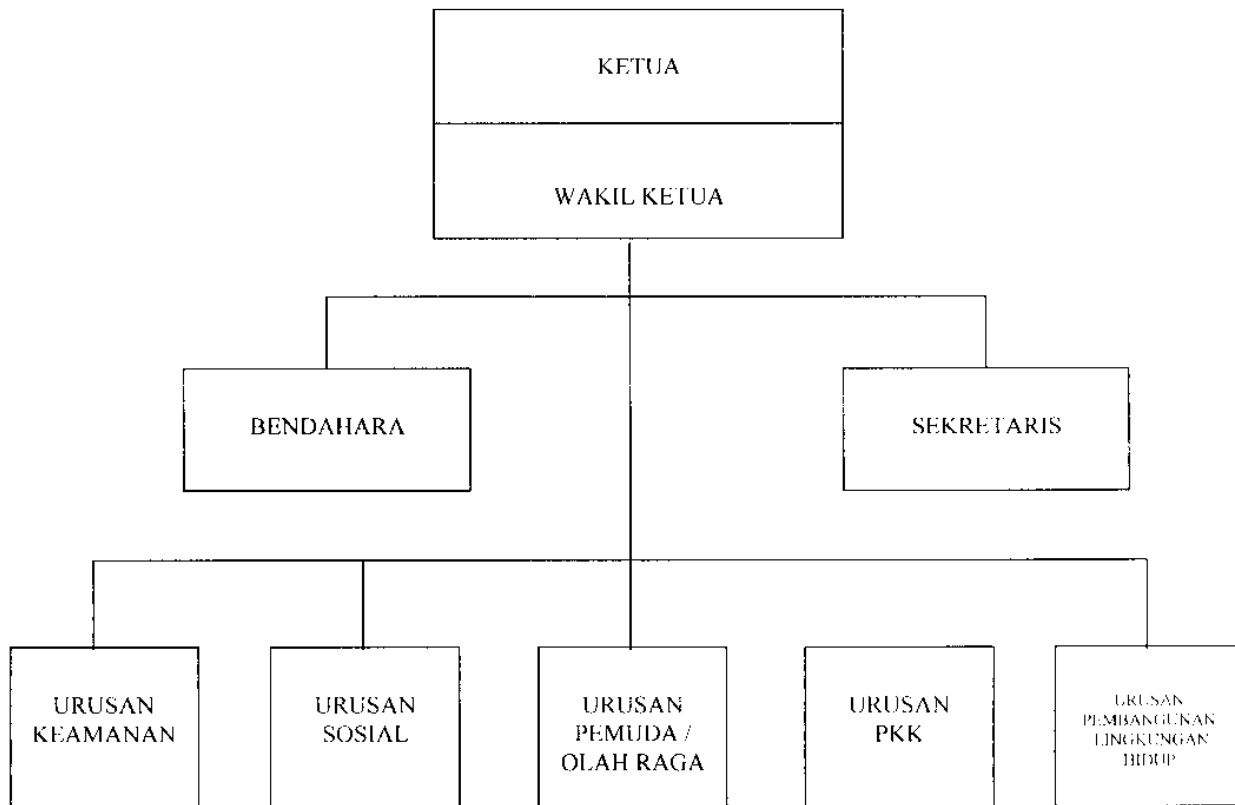 KETUA
WAKIL KETUA
BENDAHARA
SEKRETARIS
URUSAN
KEAMANAN
URUSAN
SOSIAL
URUSAN
PEMUDA /
OLAH RAGA
URUSAN
PKK
URUSAN
PEMBANGUNAN
LINGKUNGAN
HIDUP